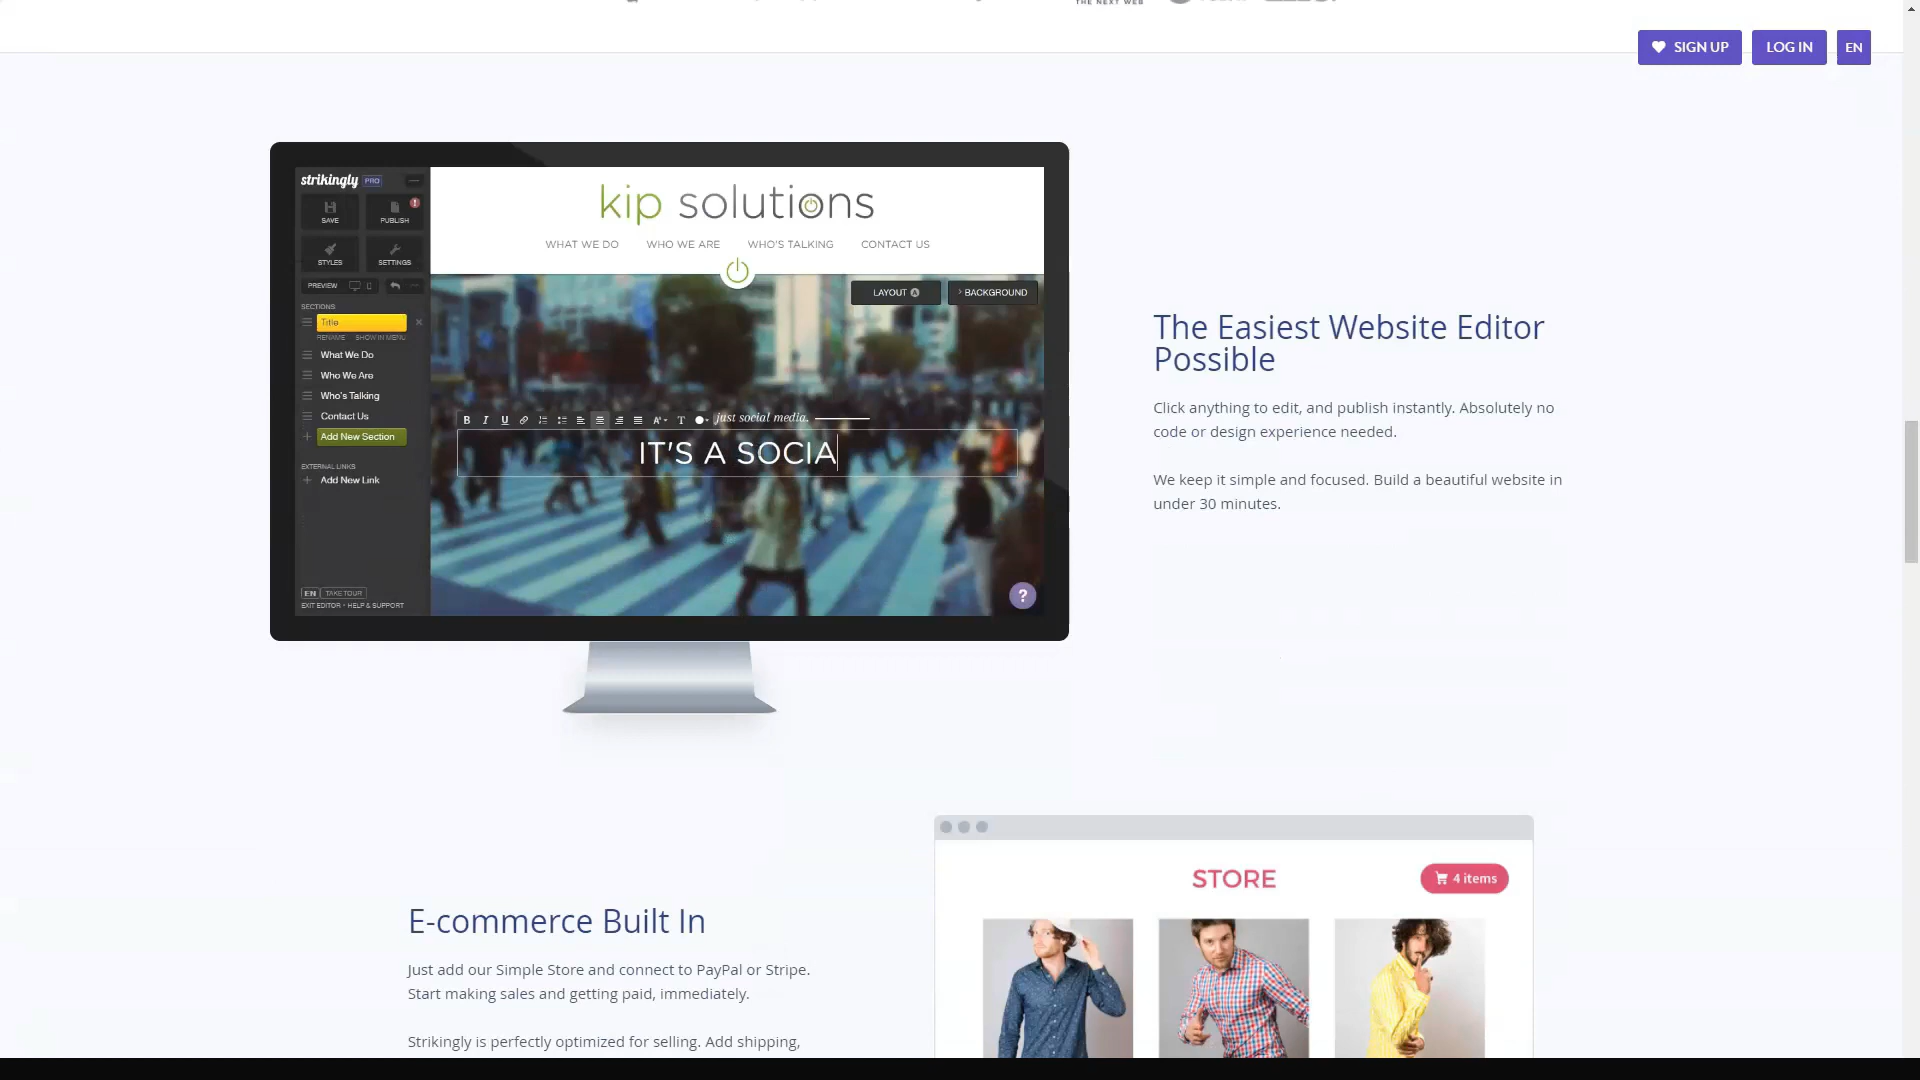 THE NEXT WEB
SIGN UP
LOG IN
EN
strikingly PRO
SAVE
PUBLISH
STYLES
SETTINGS
PREVIEW
SECTIONS
Title
RENAME SHOW IN MENU
What We Do
Who We Are
Who's Talking
Contact Us
Add New Section
EXTERNAL LINKS
Add New Link
EN TAKE TOUR
EXIT EDITOR • HELP & SUPPORT
kip solutions
WHAT WE DO WHO WE ARE WHO'S TALKING CONTACT US
LAYOUT A
› BACKGROUND
B I U
just social media.
IT'S A SOCIA
?
The Easiest Website Editor
Possible
Click anything to edit, and publish instantly. Absolutely no
code or design experience needed.
We keep it simple and focused. Build a beautiful website in
under 30 minutes.
E-commerce Built In
Just add our Simple Store and connect to PayPal or Stripe.
Start making sales and getting paid, immediately.
Strikingly is perfectly optimized for selling. Add shipping,
STORE
4 items